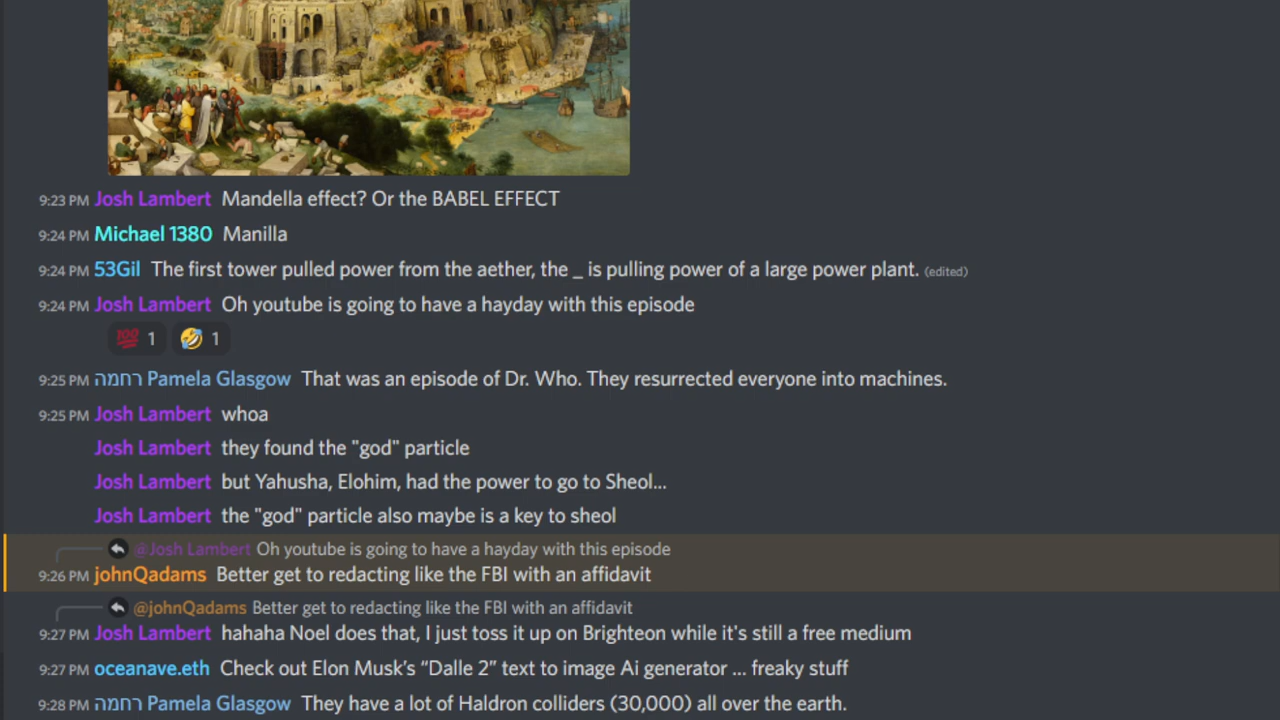 9:23 PM Josh Lambert Mandella effect? Or the BABEL EFFECT
9:24 PM Michael 1380 Manilla
9:24 PM 53Gil The first tower pulled power from the aether, the _ is pulling power of a large power plant. (edited)
9:24 PM Josh Lambert Oh youtube is going to have a hayday with this episode
💯 1 🤣 1
9:25 PM רחמה Pamela Glasgow That was an episode of Dr. Who. They resurrected everyone into machines.
9:25 PM Josh Lambert whoa
Josh Lambert they found the "god" particle
Josh Lambert but Yahusha, Elohim, had the power to go to Sheol...
Josh Lambert the "god" particle also maybe is a key to sheol
@Josh Lambert Oh youtube is going to have a hayday with this episode
9:26 PM johnQadams Better get to redacting like the FBI with an affidavit
@johnQadams Better get to redacting like the FBI with an affidavit
9:27 PM Josh Lambert hahaha Noel does that, I just toss it up on Brighteon while it's still a free medium
9:27 PM oceanave.eth Check out Elon Musk's “Dalle 2” text to image Ai generator ... freaky stuff
9:28 PM רחמה Pamela Glasgow They have a lot of Haldron colliders (30,000) all over the earth.